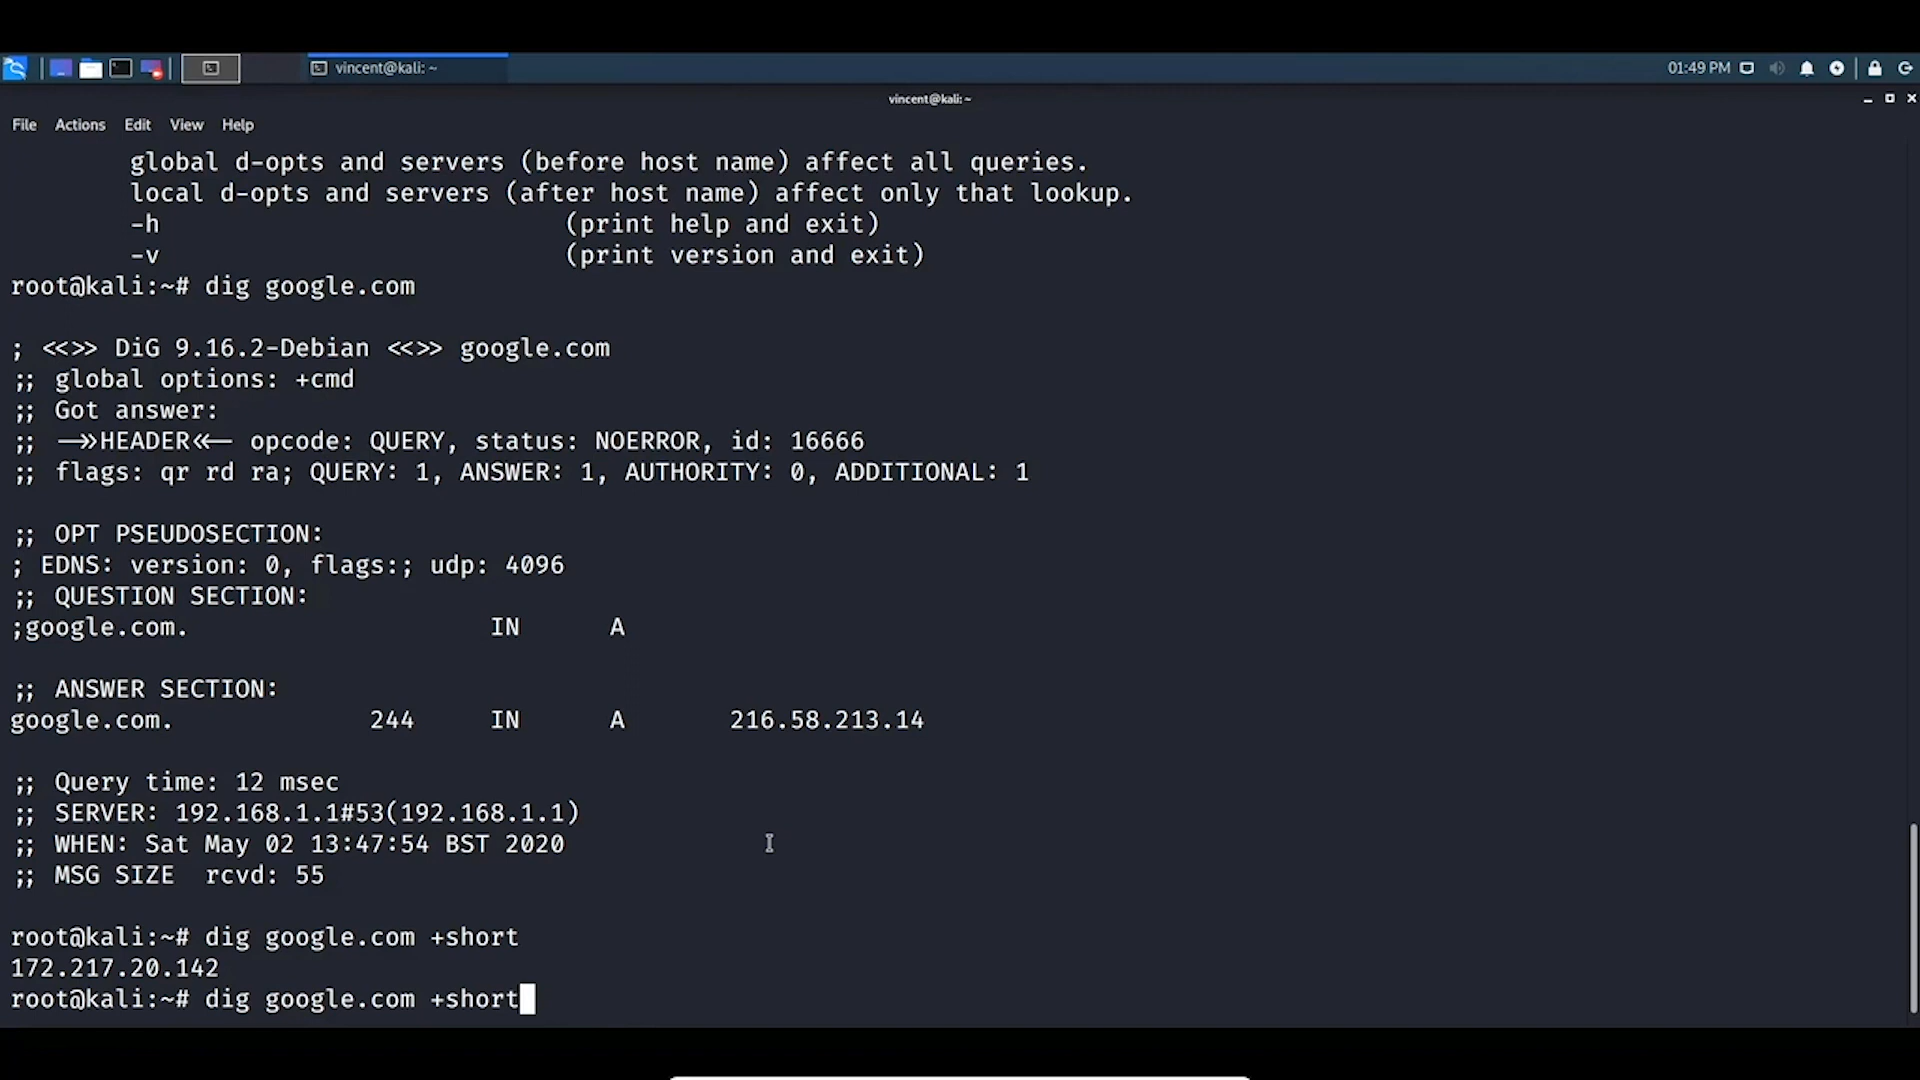 vincent@kali: ~
01:49 PM
vincent@kali: ~
File Actions Edit View Help
global d-opts and servers (before host name) affect all queries.
local d-opts and servers (after host name) affect only that lookup.
-h (print help and exit)
-v (print version and exit)
root@kali:~# dig google.com
; <<>> DiG 9.16.2-Debian <<>> google.com
;; global options: +cmd
;; Got answer:
;; ->>HEADER<<- opcode: QUERY, status: NOERROR, id: 16666
;; flags: qr rd ra; QUERY: 1, ANSWER: 1, AUTHORITY: 0, ADDITIONAL: 1
;; OPT PSEUDOSECTION:
; EDNS: version: 0, flags:; udp: 4096
;; QUESTION SECTION:
;google.com. IN A
;; ANSWER SECTION:
google.com. 244 IN A 216.58.213.14
;; Query time: 12 msec
;; SERVER: 192.168.1.1#53(192.168.1.1)
;; WHEN: Sat May 02 13:47:54 BST 2020
;; MSG SIZE rcvd: 55
root@kali:~# dig google.com +short
172.217.20.142
root@kali:~# dig google.com +short